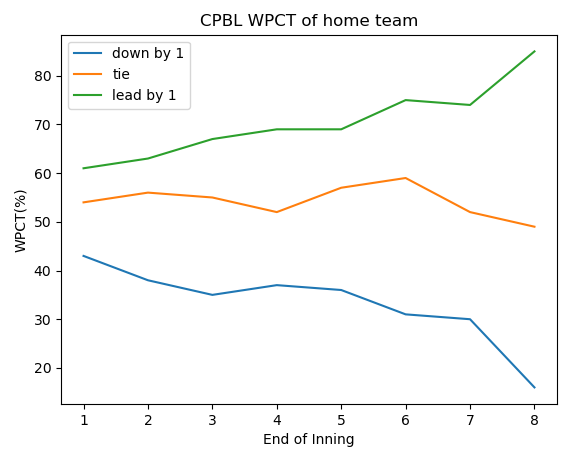 CPBL WPCT of home team
down by 1
tie
lead by 1
WPCT(%)
80
70
60
50
40
30
20
1 2 3 4 5 6 7 8
End of Inning